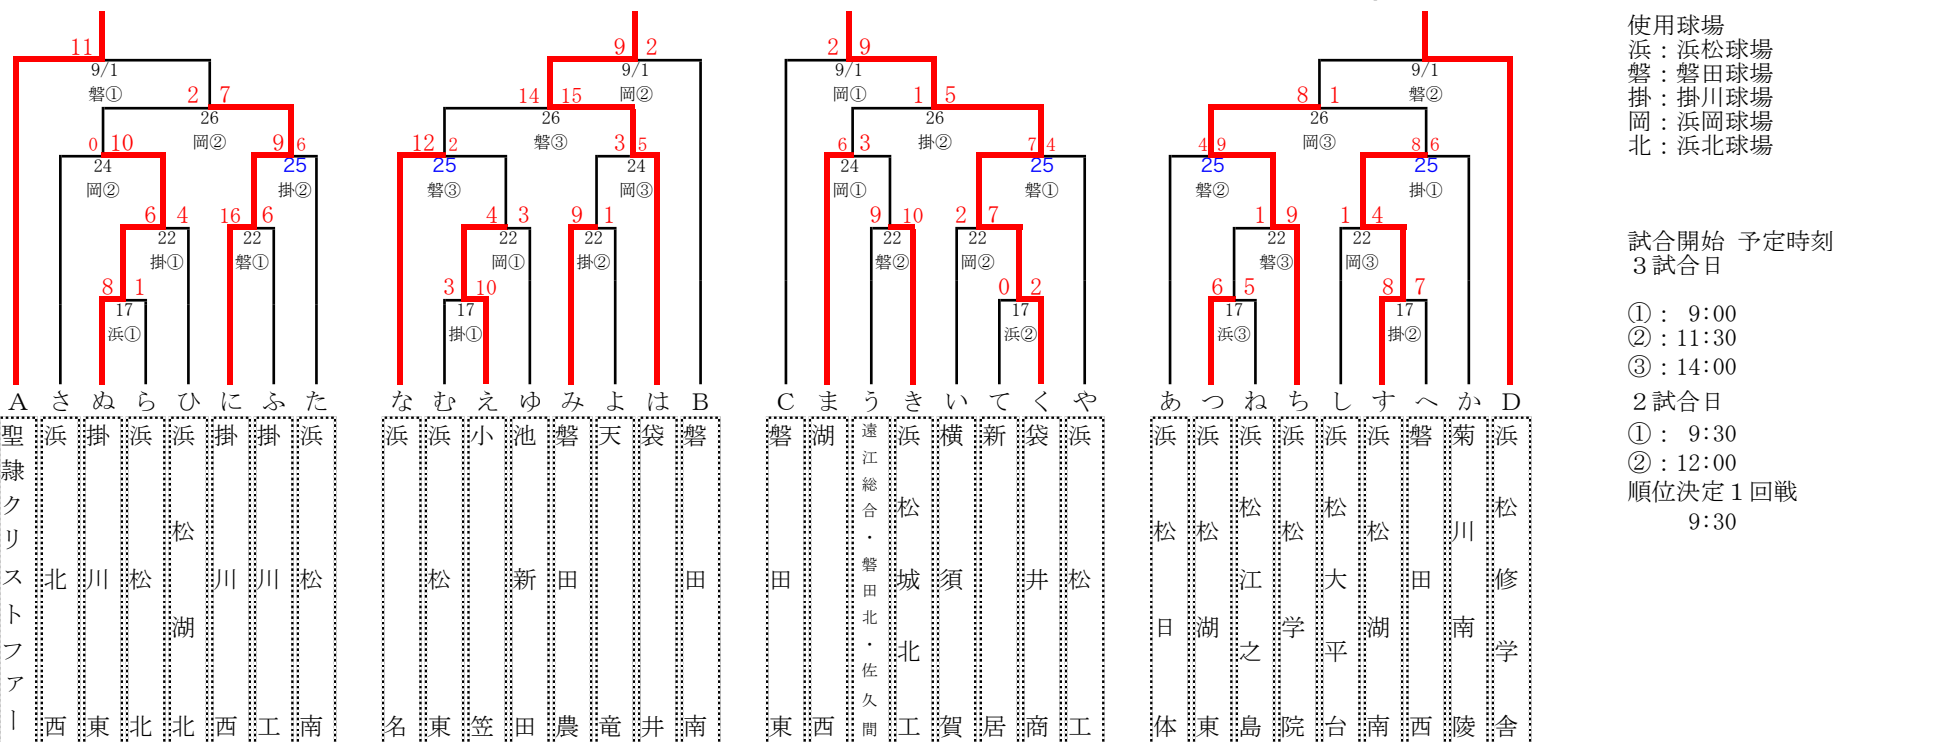 11
9 2
2 9
9/1
磐①
9/1
岡②
9/1
岡①
9/1
磐②
2 7
14 15
1 5
8 1
26
岡②
26
磐③
26
掛②
26
岡③
0 10
9 6
12 2
3 5
6 3
7 4
4 9
8 6
24
岡②
25
掛②
25
磐③
24
岡③
24
岡①
25
磐①
25
磐②
25
掛①
6 4
16 6
4 3
9 1
9 10
2 7
1 9
1 4
22
掛①
22
磐①
22
岡①
22
掛②
22
磐②
22
岡②
22
磐③
22
岡③
8 1
3 10
0 2
6 5
8 7
17
浜①
17
掛①
17
浜②
17
浜③
17
掛②
A さ ぬ ら ひ に ふ た
な む え ゆ み よ は B
C ま う き い て く や
あ つ ね ち し す へ か D
聖隷クリストファー
浜北西
掛川東
浜松北
浜松湖北
掛川西
掛川工
浜松南
浜名
浜松東
小笠
池新田
磐田農
天竜
袋井
磐田南
磐田東
湖西
遠江総合・磐田北・佐久間
浜松城北工
横須賀
新居
袋井商
浜松工
浜松日体
浜松湖東
浜松江之島
浜松学院
浜松大平台
浜松湖南
磐田西
菊川南陵
浜松修学舎
使用球場
浜：浜松球場
磐：磐田球場
掛：掛川球場
岡：浜岡球場
北：浜北球場
試合開始 予定時刻
３試合日
①： 9:00
②：11:30
③：14:00
２試合日
①： 9:30
②：12:00
順位決定１回戦
9:30